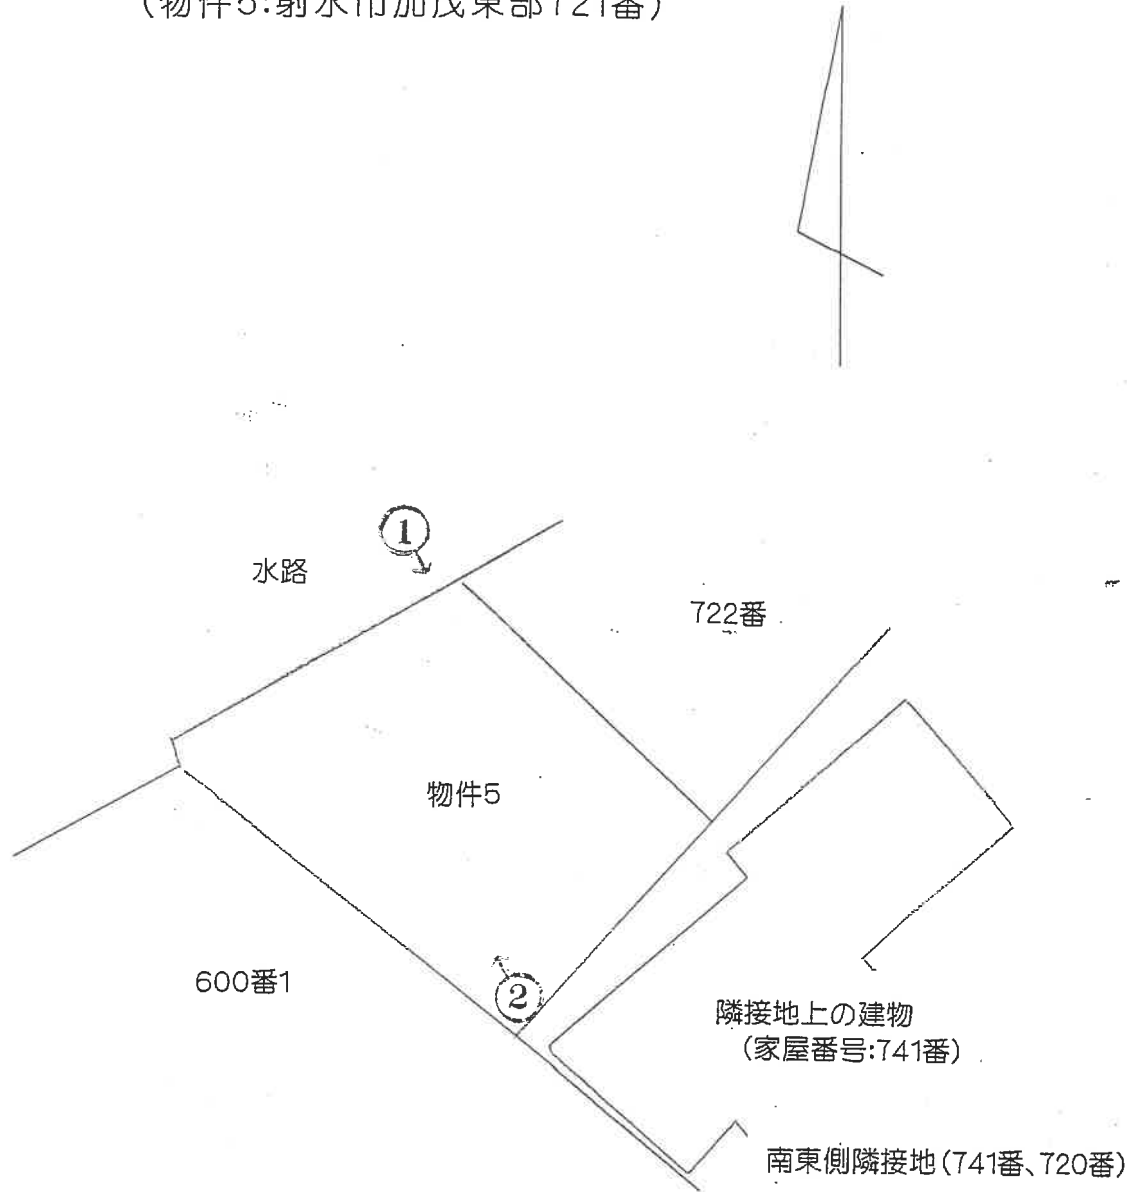 (物件5:射水市加茂東部721番)
①
水路
722番
物件5
600番1
②
隣接地上の建物
(家屋番号:741番)
南東側隣接地(741番、720番)